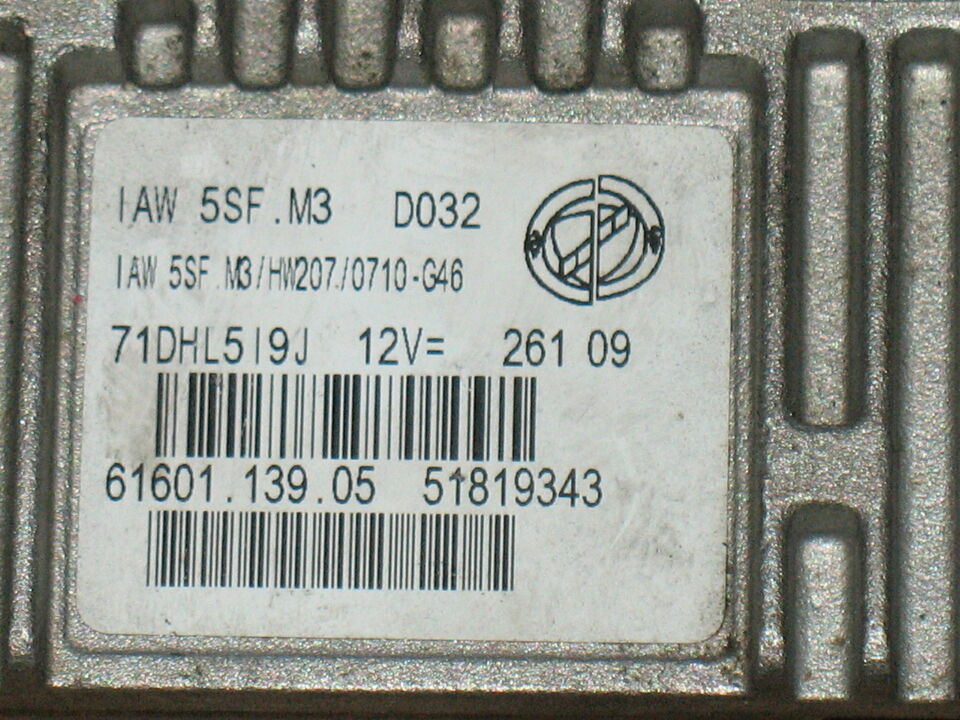 IAW 5SF.M3 D032
IAW 5SF.M3/HW207/0710-G46
71DHL5I9J 12V= 261 09
61601.139.05 51819343